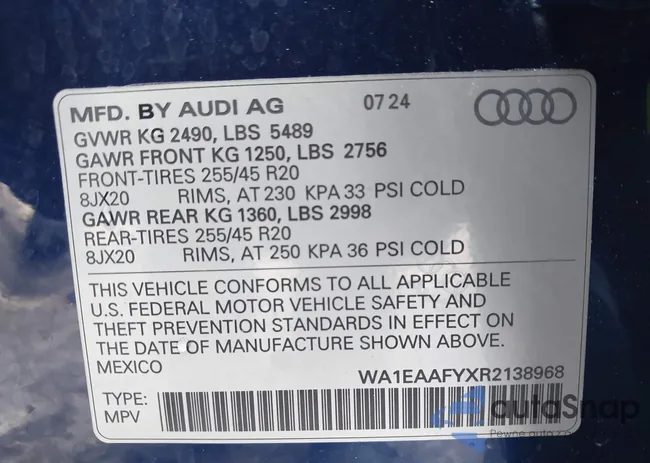 MFD. BY AUDI AG 07 24
GVWR KG 2490, LBS 5489
GAWR FRONT KG 1250, LBS 2756
FRONT-TIRES 255/45 R20
8JX20 RIMS, AT 230 KPA 33 PSI COLD
GAWR REAR KG 1360, LBS 2998
REAR-TIRES 255/45 R20
8JX20 RIMS, AT 250 KPA 36 PSI COLD
THIS VEHICLE CONFORMS TO ALL APPLICABLE
U.S. FEDERAL MOTOR VEHICLE SAFETY AND
THEFT PREVENTION STANDARDS IN EFFECT ON
THE DATE OF MANUFACTURE SHOWN ABOVE.
MEXICO
WA1EAAFYXR2138968
TYPE:
MPV
autoSnap
Pewne auto z